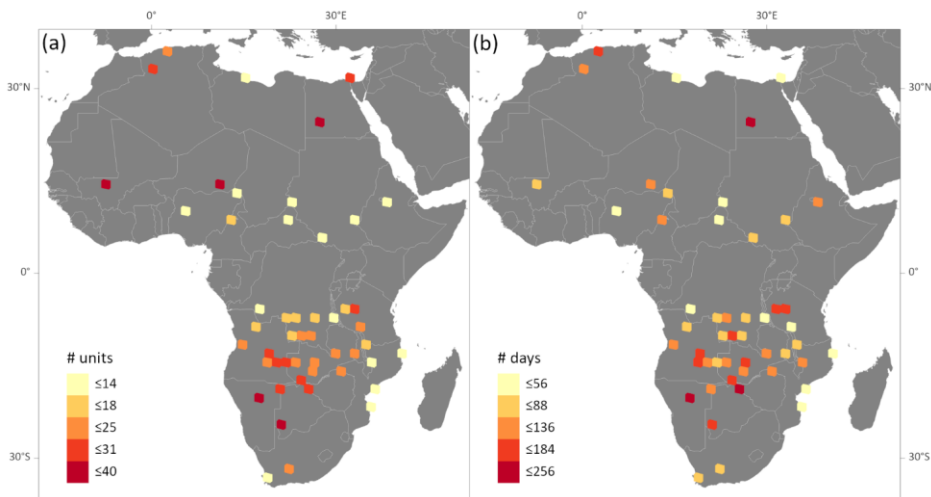 0° 30°E 0° 30°E
(a) (b)
30°N 30°N
0° 0°
# units # days
≤14 ≤56
≤18 ≤88
≤25 ≤136
≤31 ≤184
≤40 ≤256
30°S 30°S